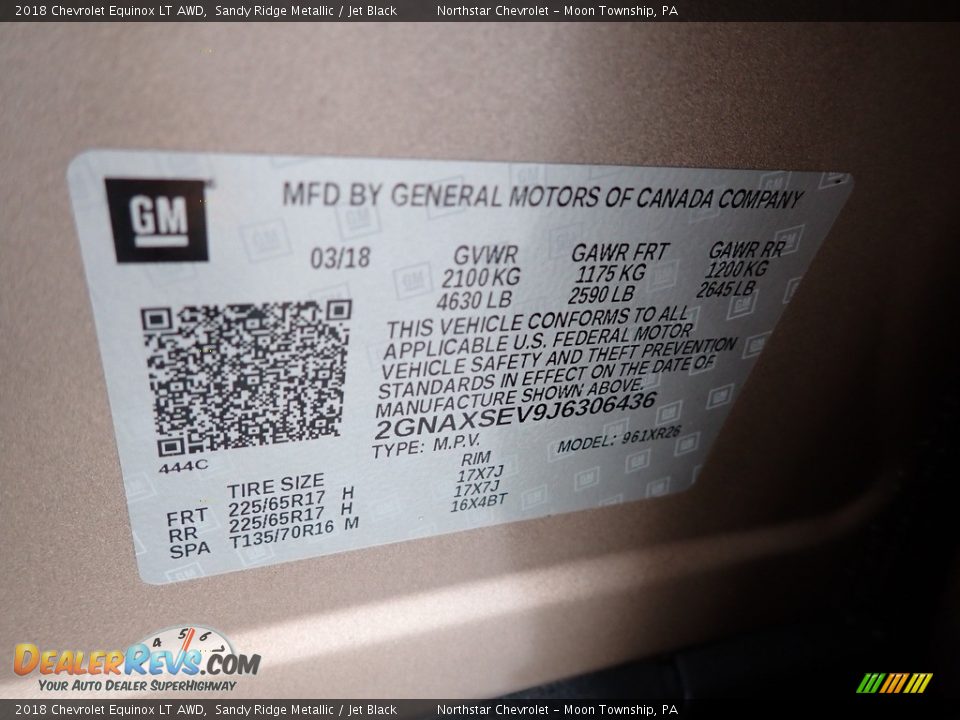 2018 Chevrolet Equinox LT AWD, Sandy Ridge Metallic / Jet Black Northstar Chevrolet - Moon Township, PA
GM
MFD BY GENERAL MOTORS OF CANADA COMPANY
03/18 GVWR GAWR FRT GAWR RR
2100 KG 1175 KG 1200 KG
4630 LB 2590 LB 2645 LB
THIS VEHICLE CONFORMS TO ALL
APPLICABLE U.S. FEDERAL MOTOR
VEHICLE SAFETY AND THEFT PREVENTION
STANDARDS IN EFFECT ON THE DATE OF
MANUFACTURE SHOWN ABOVE.
2GNAXSEV9J6306436
TYPE: M.P.V. MODEL: 961XR26
444C
TIRE SIZE RIM
FRT 225/65R17 H 17X7J
RR 225/65R17 H 17X7J
SPA T135/70R16 M 16X4BT
4 5 6
DealerRevs.com
Your Auto Dealer SuperHighway
2018 Chevrolet Equinox LT AWD, Sandy Ridge Metallic / Jet Black Northstar Chevrolet - Moon Township, PA